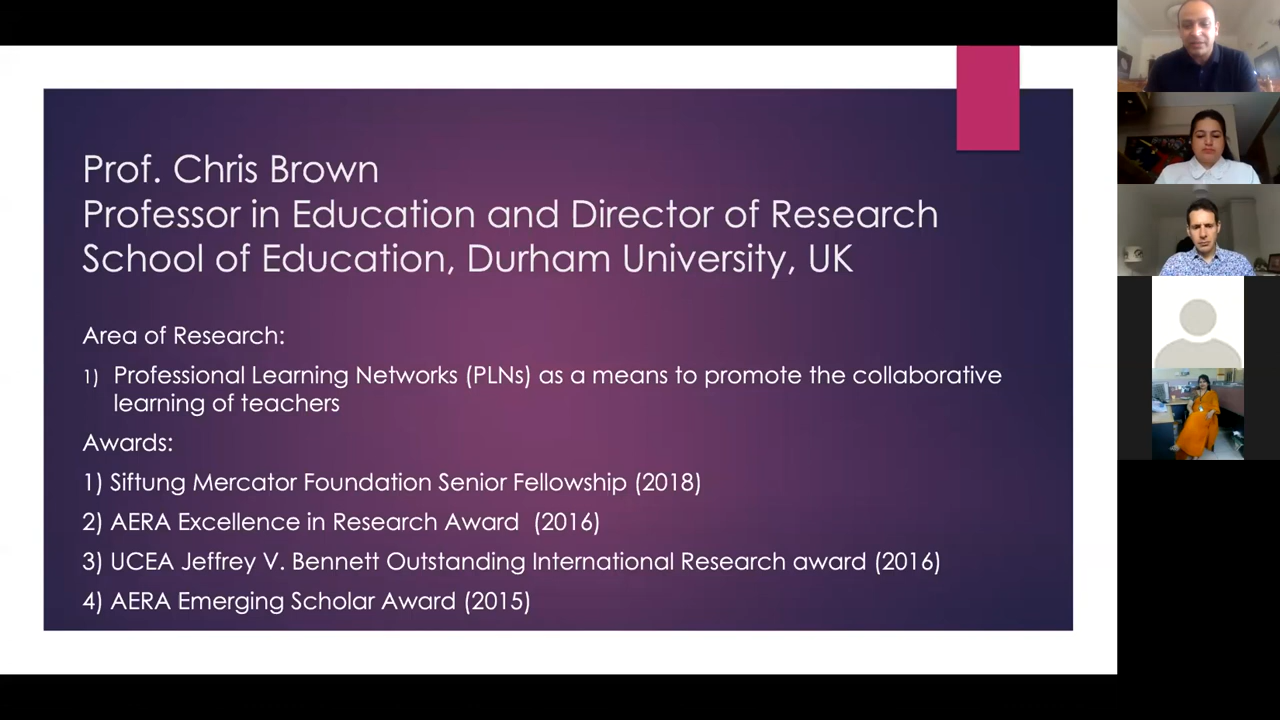 Prof. Chris Brown
Professor in Education and Director of Research
School of Education, Durham University, UK
Area of Research:
1) Professional Learning Networks (PLNs) as a means to promote the collaborative
learning of teachers
Awards:
1) Siftung Mercator Foundation Senior Fellowship (2018)
2) AERA Excellence in Research Award (2016)
3) UCEA Jeffrey V. Bennett Outstanding International Research award (2016)
4) AERA Emerging Scholar Award (2015)